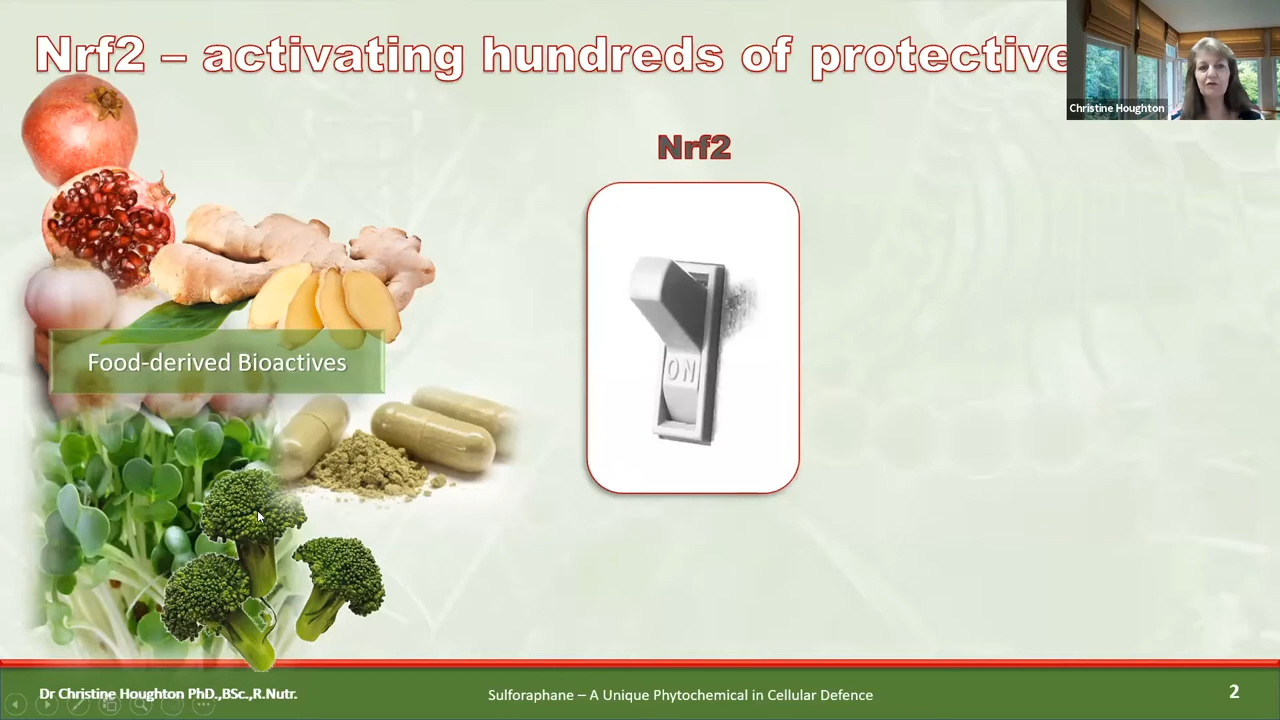 Nrf2 – activating hundreds of protective
Christine Houghton
Nrf2
ON
Food-derived Bioactives
Dr Christine Houghton PhD.,BSc.,R.Nutr.
Sulforaphane – A Unique Phytochemical in Cellular Defence
2